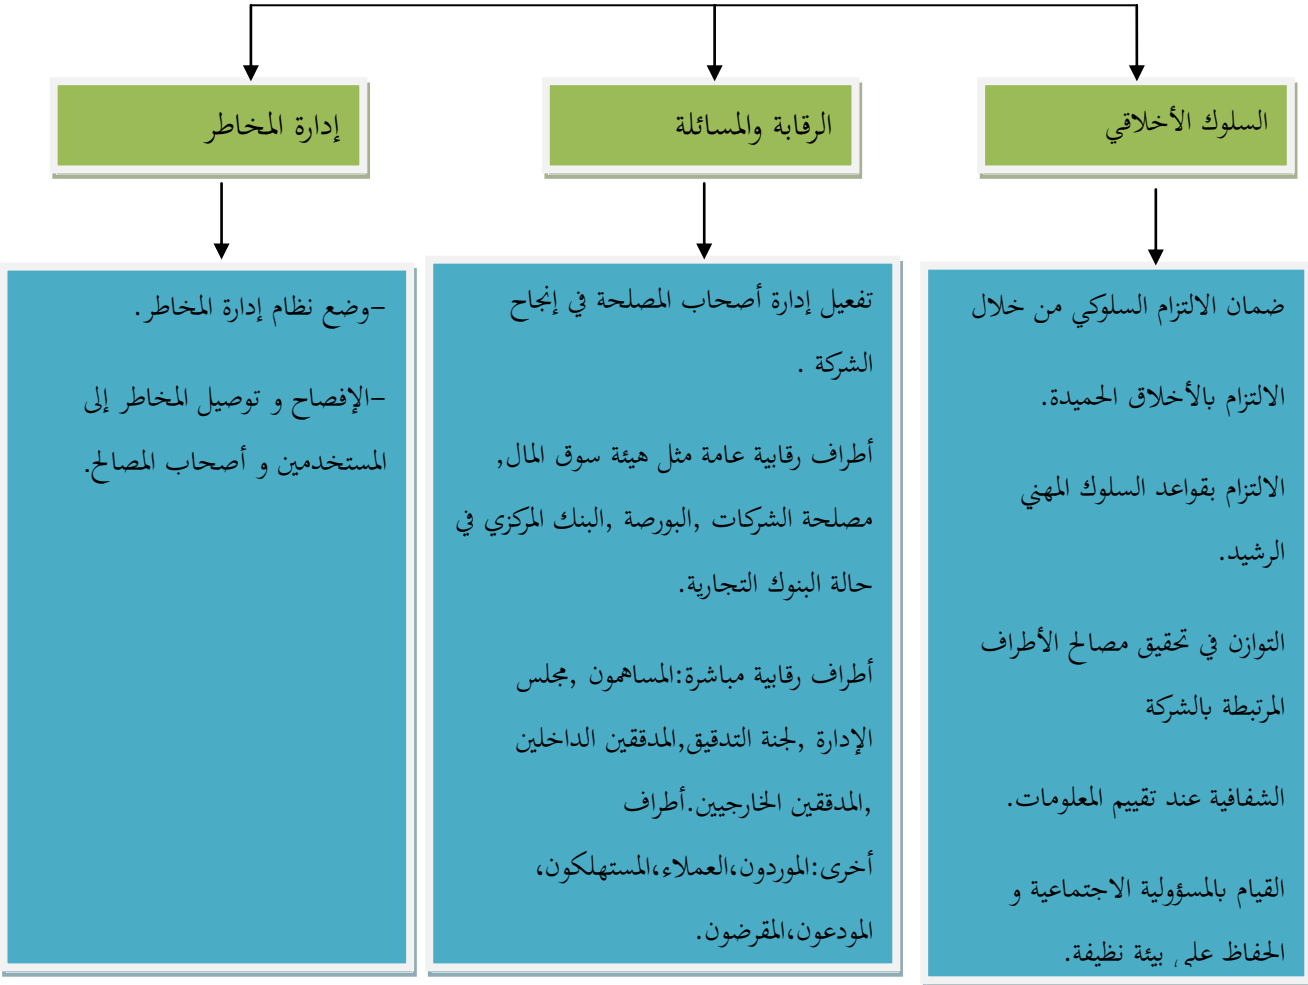 السلوك الأخلاقي
الرقابة والمسائلة
إدارة المخاطر
ضمان الالتزام السلوكي من خلال
الالتزام بالأخلاق الحميدة.
الالتزام بقواعد السلوك المهني
الرشيد.
التوازن في تحقيق مصالح الأطراف
المرتبطة بالشركة
الشفافية عند تقييم المعلومات.
القيام بالمسؤولية الاجتماعية و
الحفاظ على بيئة نظيفة.
تفعيل إدارة أصحاب المصلحة في إنجاح
الشركة .
أطراف رقابية عامة مثل هيئة سوق المال,
مصلحة الشركات ,البورصة ,البنك المركزي في
حالة البنوك التجارية.
أطراف رقابية مباشرة:المساهمون ,مجلس
الإدارة ,لجنة التدقيق,المدققين الداخلين
,المدققين الخارجيين.أطراف
أخرى:الموردون،العملاء،المستهلكون،
المودعون،المقرضون.
-وضع نظام إدارة المخاطر.
-الإفصاح و توصيل المخاطر إلى
المستخدمين و أصحاب المصالح.